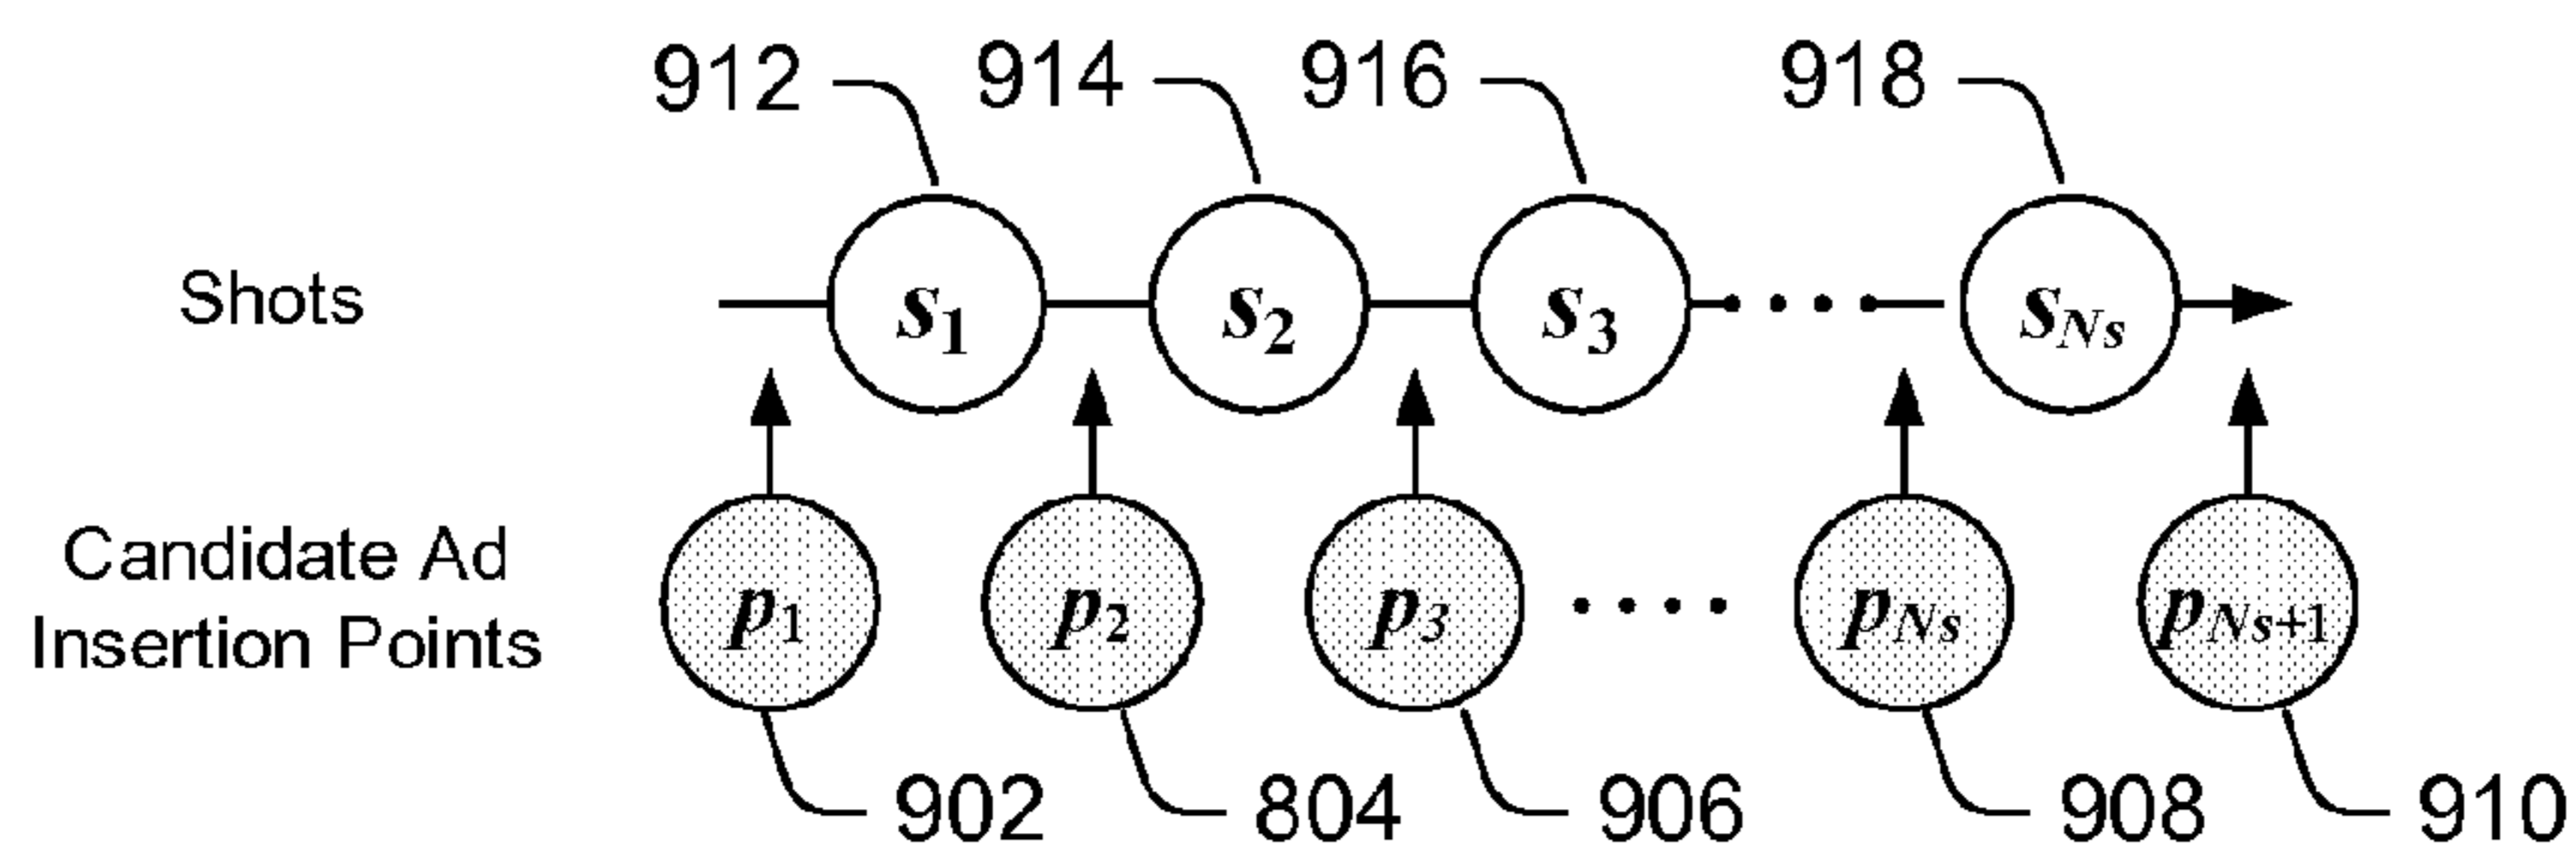 912 914 916 918
Shots s1 s2 s3 sNs
Candidate Ad
Insertion Points
p1 p2 p3 pNs pNs+1
902 804 906 908 910